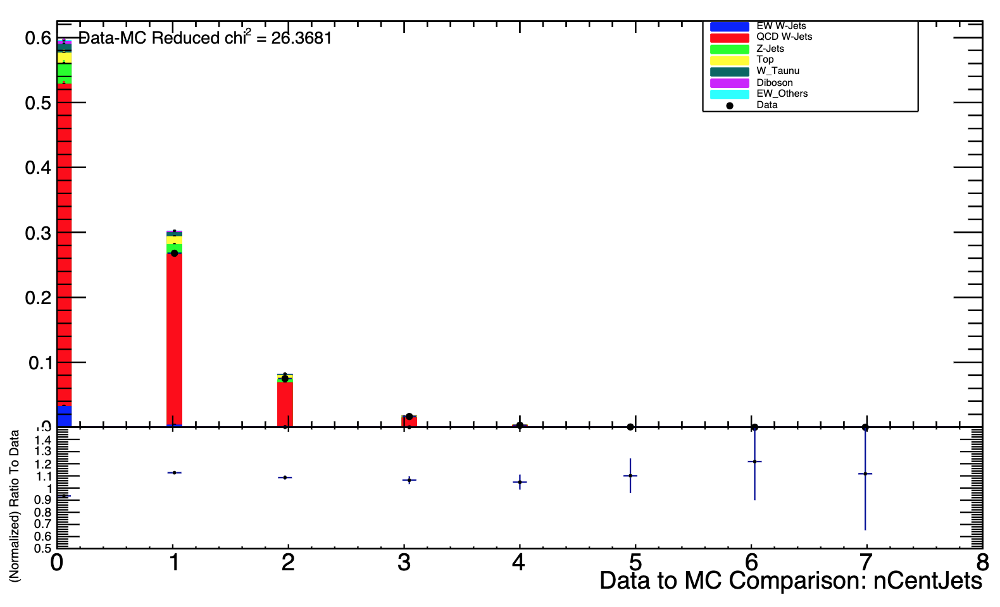 Data-MC Reduced chi² = 26.3681
EW W-Jets
QCD W-Jets
Z-Jets
Top
W_Taunu
Diboson
EW_Others
Data
0.6
0.5
0.4
0.3
0.2
0.1
0
1.5
1.4
1.3
1.2
1.1
1
0.9
0.8
0.7
0.6
0.5
(Normalized) Ratio To Data
0 1 2 3 4 5 6 7 8
Data to MC Comparison: nCentJets